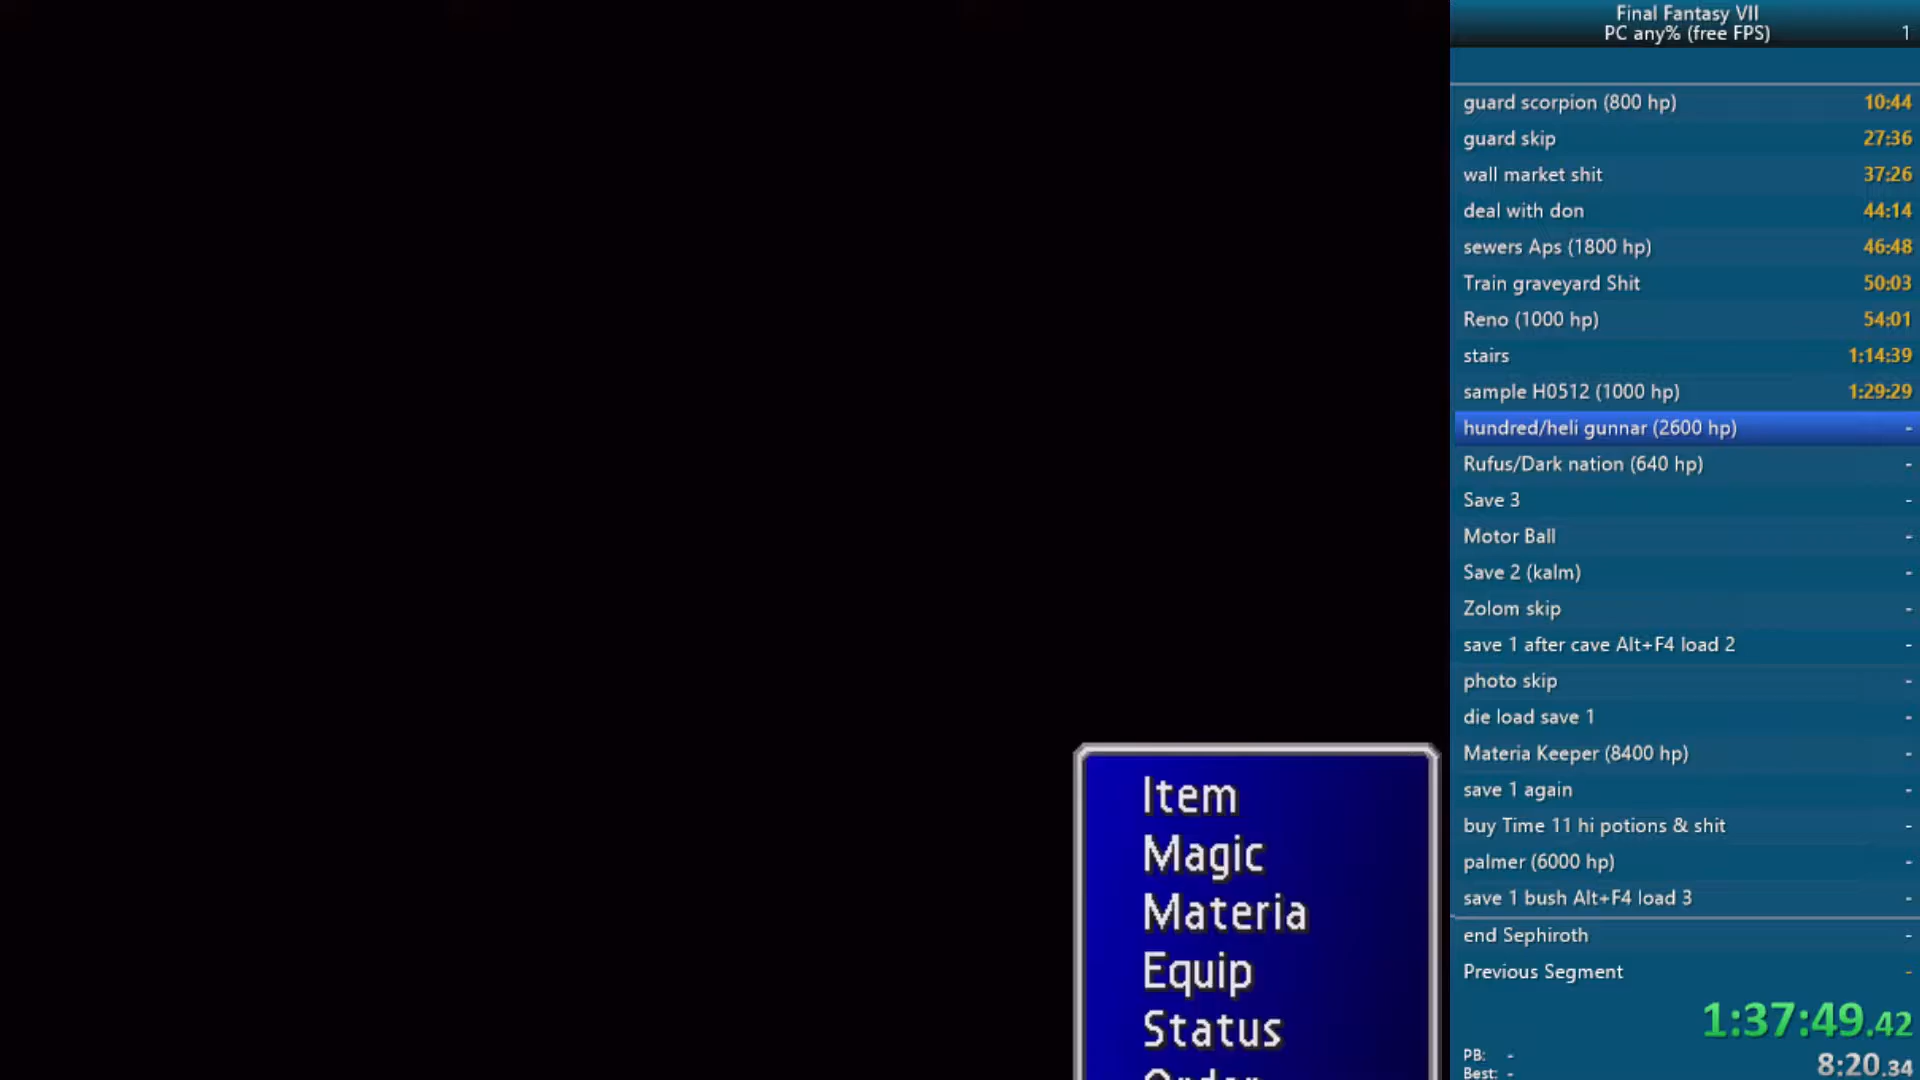 Item
Magic
Materia
Equip
Status
Order
Final Fantasy VII
PC any% (free FPS) 1
guard scorpion (800 hp) 10:44
guard skip 27:36
wall market shit 37:26
deal with don 44:14
sewers Aps (1800 hp) 46:48
Train graveyard Shit 50:03
Reno (1000 hp) 54:01
stairs 1:14:39
sample H0512 (1000 hp) 1:29:29
hundred/heli gunnar (2600 hp) -
Rufus/Dark nation (640 hp) -
Save 3 -
Motor Ball -
Save 2 (kalm) -
Zolom skip -
save 1 after cave Alt+F4 load 2 -
photo skip -
die load save 1 -
Materia Keeper (8400 hp) -
save 1 again -
buy Time 11 hi potions & shit -
palmer (6000 hp) -
save 1 bush Alt+F4 load 3 -
end Sephiroth -
Previous Segment -
1:37:49.42
PB: -
Best: - 8:20.34